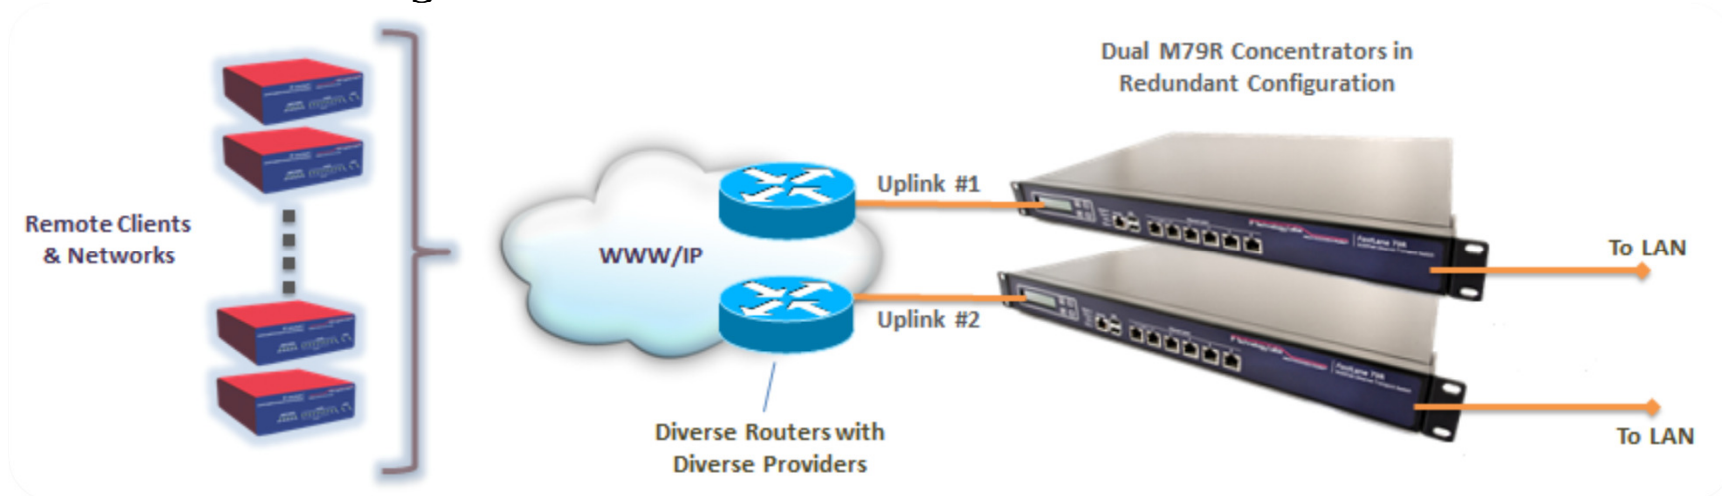 Remote Clients
& Networks
WWW/IP
Uplink #1
Uplink #2
Diverse Routers with
Diverse Providers
Dual M79R Concentrators in
Redundant Configuration
To LAN
To LAN